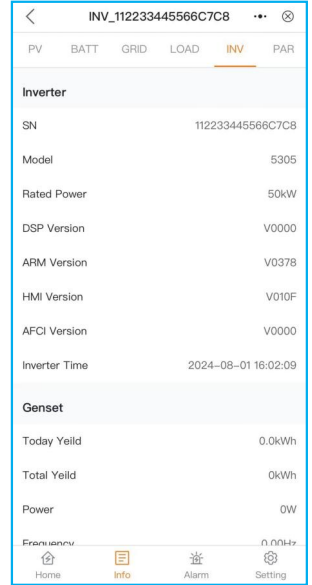 INV_112233445566C7C8
PV BATT GRID LOAD INV PAR
Inverter
SN 112233445566C7C8
Model 5305
Rated Power 50kW
DSP Version V0000
ARM Version V0378
HMI Version V010F
AFCI Version V0000
Inverter Time 2024-08-01 16:02:09
Genset
Today Yeild 0.0kWh
Total Yeild 0kWh
Power 0W
Frequency 0.00Hz
Home Info Alarm Setting